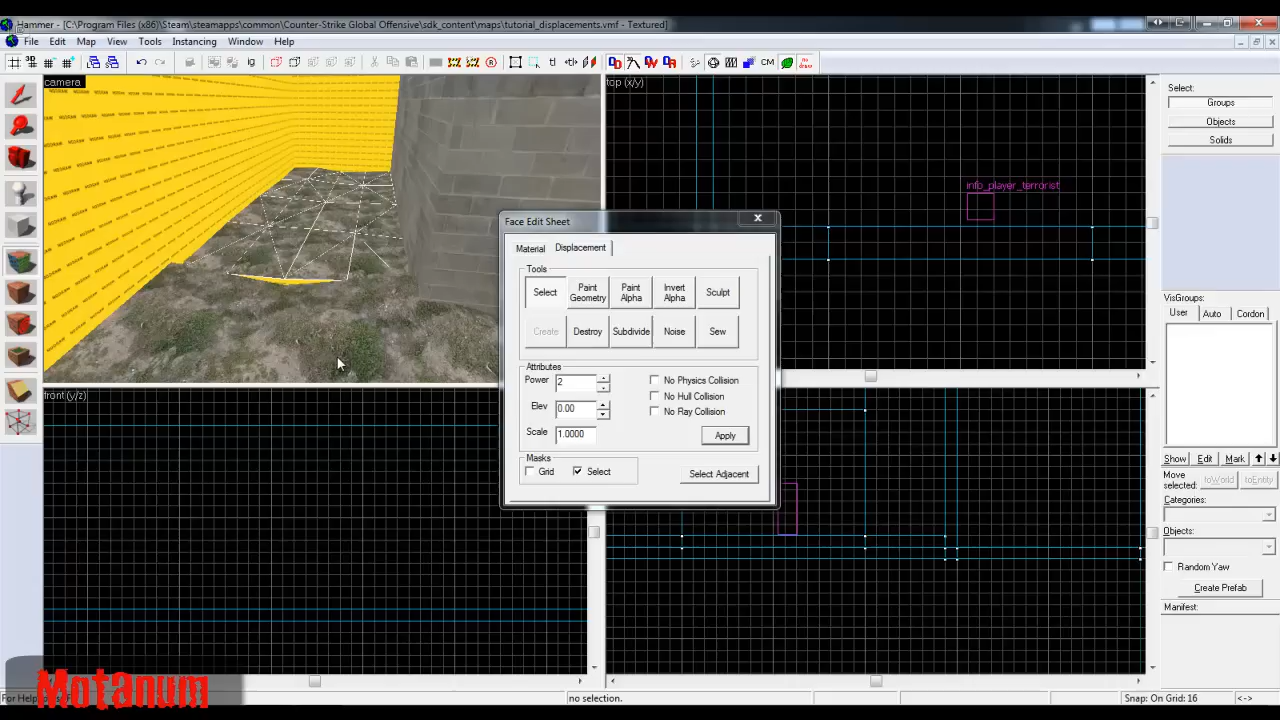 Hammer - [C:\Program Files (x86)\Steam\steamapps\common\Counter-Strike Global Offensive\sdk_content\maps\tutorial_displacements.vmf - Textured]
File Edit Map View Tools Instancing Window Help
camera
top (x/y)
info_player_terrorist
front (y/z)
Face Edit Sheet
Material Displacement
Tools
Select Paint Geometry Paint Alpha Invert Alpha Sculpt
Create Destroy Subdivide Noise Sew
Attributes
Power 2
Elev 0.00
Scale 1.0000
No Physics Collision
No Hull Collision
No Ray Collision
Apply
Masks
Grid Select
Select Adjacent
Select:
Groups
Objects
Solids
VisGroups:
User Auto Cordon
Show Edit Mark
Move selected: toWorld toEntity
Categories:
Objects:
Random Yaw
Create Prefab
Manifest:
For Help
no selection.
Snap: On Grid: 16
<->
Motanum